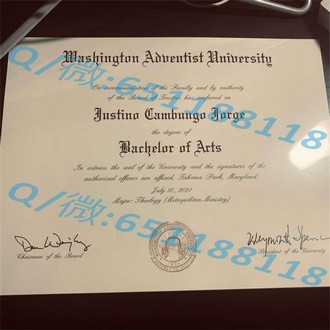 Washington Adventist University
On recommendation of the Faculty and by authority
of the Board of Trustees has conferred on
Justino Cambungo Jorge
the degree of
Bachelor of Arts
In witness the seal of the University and the signatures of the
authorized officers are affixed, Takoma Park, Maryland
July 30, 2021
Major: Theology (Metropolitan Ministry)
Chairman of the Board
President of the University
Q/微:651188118
Q/微:651188118